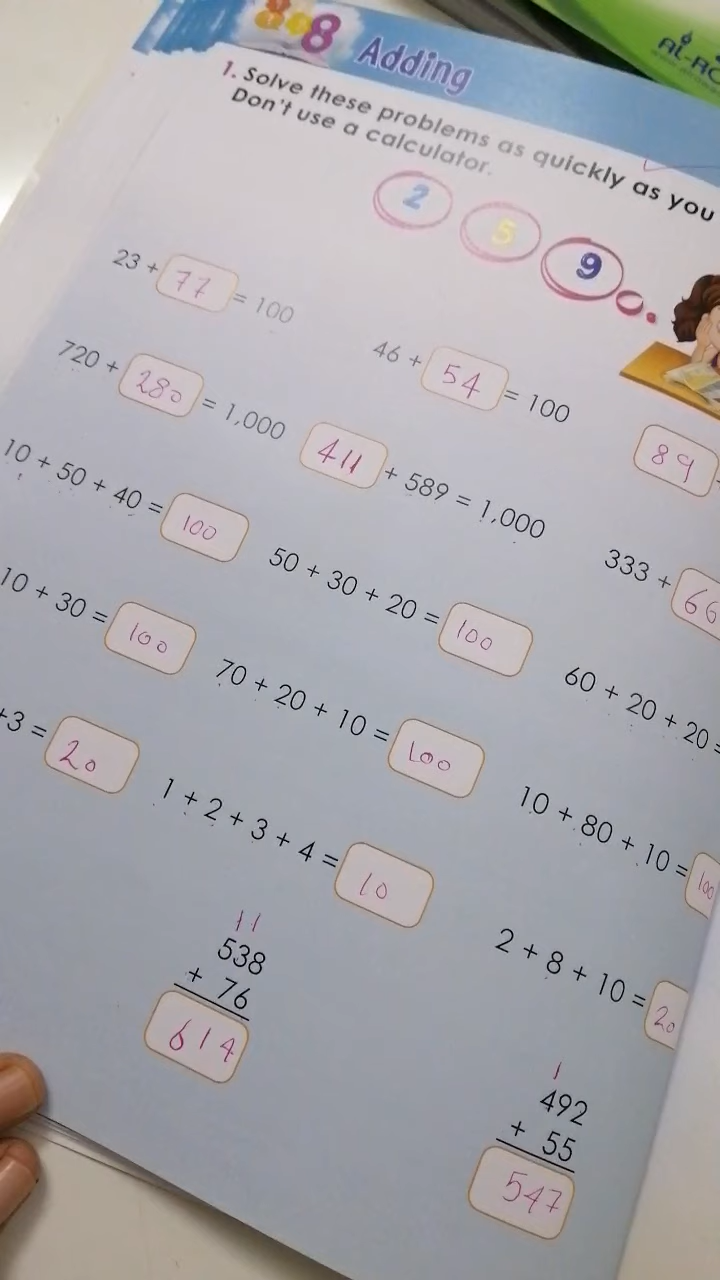 8+8 Adding
1. Solve these problems as quickly as you
Don't use a calculator.
2 5 9
23 + 77 = 100
46 + 54 = 100
89
720 + 280 = 1,000
411 + 589 = 1,000
333 + 66
10 + 50 + 40 = 100
50 + 30 + 20 = 100
60 + 20 + 20 =
10 + 30 = 100
70 + 20 + 10 = 100
10 + 80 + 10 = 100
+3 = 20
1 + 2 + 3 + 4 = 10
2 + 8 + 10 = 20
11
538
+ 76
614
1
492
+ 55
547